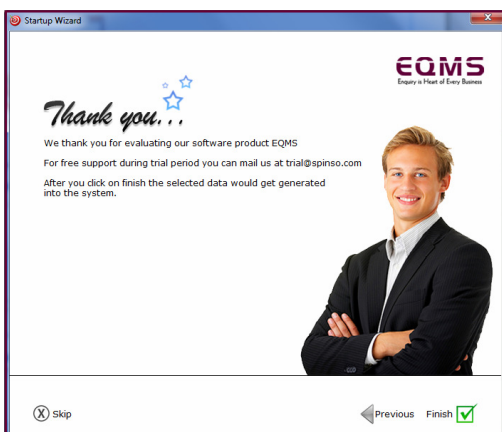 Startup Wizard
EQMS
Enquiry is Heart of Every Business
Thank you...
We thank you for evaluating our software product EQMS
For free support during trial period you can mail us at trial@spinso.com
After you click on finish the selected data would get generated
into the system.
X Skip
Previous Finish